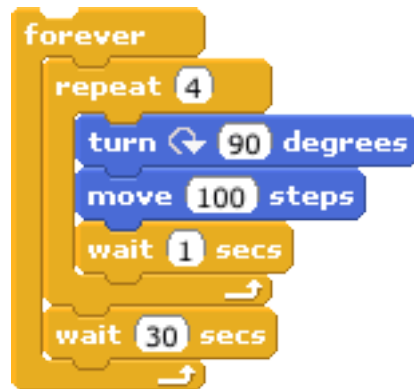 forever
repeat 4
turn 90 degrees
move 100 steps
wait 1 secs
wait 30 secs